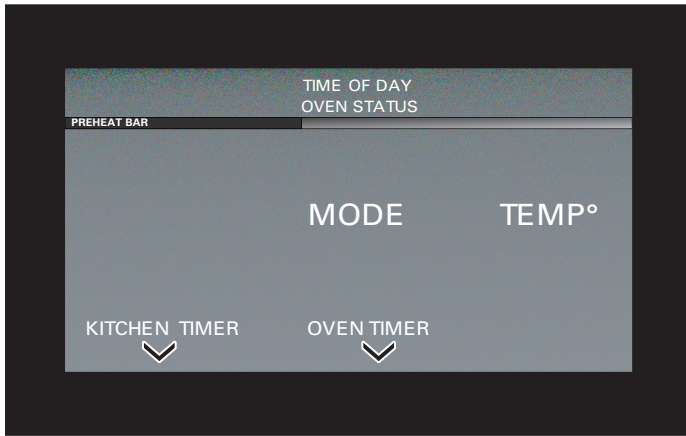 TIME OF DAY
OVEN STATUS
PREHEAT BAR
MODE TEMP°
KITCHEN TIMER OVEN TIMER